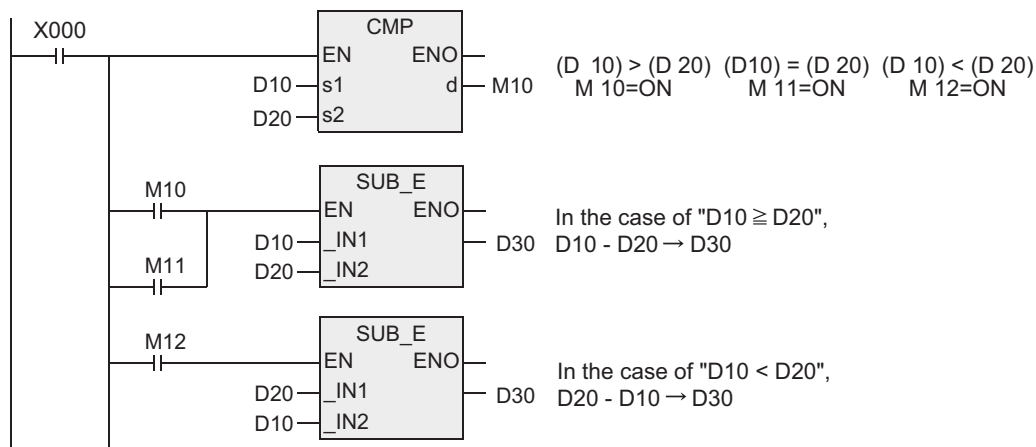 X000
CMP
EN ENO
D10 s1 d M10
D20 s2
(D 10) > (D 20) (D10) = (D 20) (D 10) < (D 20)
M 10=ON M 11=ON M 12=ON
M10
SUB_E
EN ENO
D10 _IN1 D30
D20 _IN2
M11
In the case of "D10 ≧ D20",
D10 - D20 → D30
M12
SUB_E
EN ENO
D20 _IN1 D30
D10 _IN2
In the case of "D10 < D20",
D20 - D10 → D30